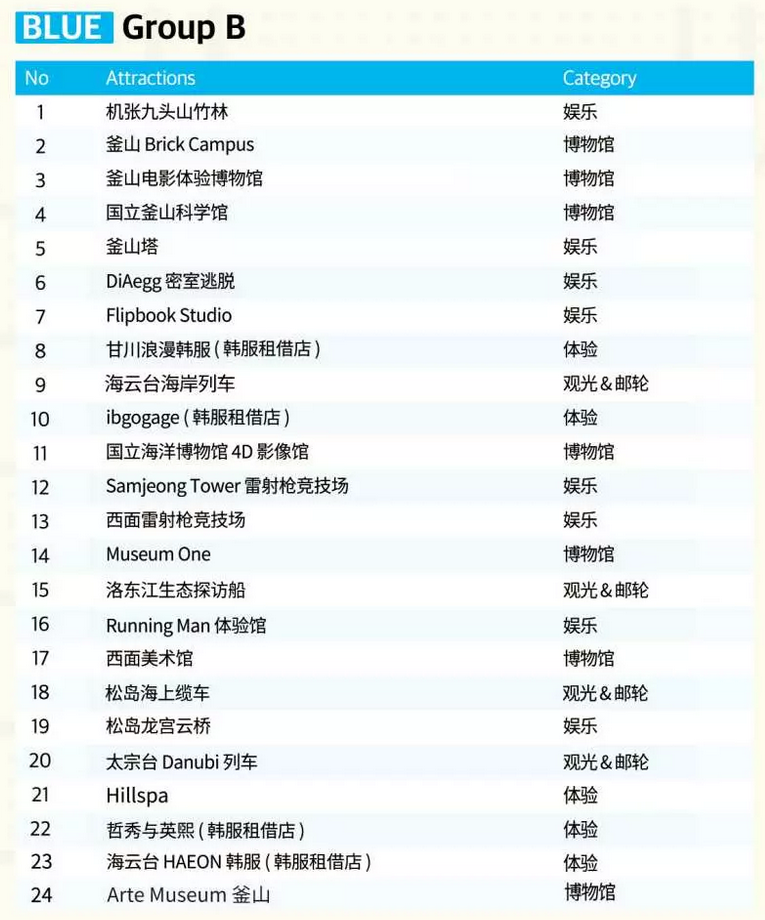 BLUE Group B
No Attractions Category
1 机张九头山竹林 娱乐
2 釜山 Brick Campus 博物馆
3 釜山电影体验博物馆 博物馆
4 国立釜山科学馆 博物馆
5 釜山塔 娱乐
6 DiAegg 密室逃脱 娱乐
7 Flipbook Studio 娱乐
8 甘川浪漫韩服 ( 韩服租借店 ) 体验
9 海云台海岸列车 观光&邮轮
10 ibgogage ( 韩服租借店 ) 体验
11 国立海洋博物馆 4D 影像馆 博物馆
12 Samjeong Tower 雷射枪竞技场 娱乐
13 西面雷射枪竞技场 娱乐
14 Museum One 博物馆
15 洛东江生态探访船 观光&邮轮
16 Running Man 体验馆 娱乐
17 西面美术馆 博物馆
18 松岛海上缆车 观光&邮轮
19 松岛龙宫云桥 娱乐
20 太宗台 Danubi 列车 观光&邮轮
21 Hillspa 体验
22 哲秀与英熙 ( 韩服租借店 ) 体验
23 海云台 HAEON 韩服 ( 韩服租借店 ) 体验
24 Arte Museum 釜山 博物馆